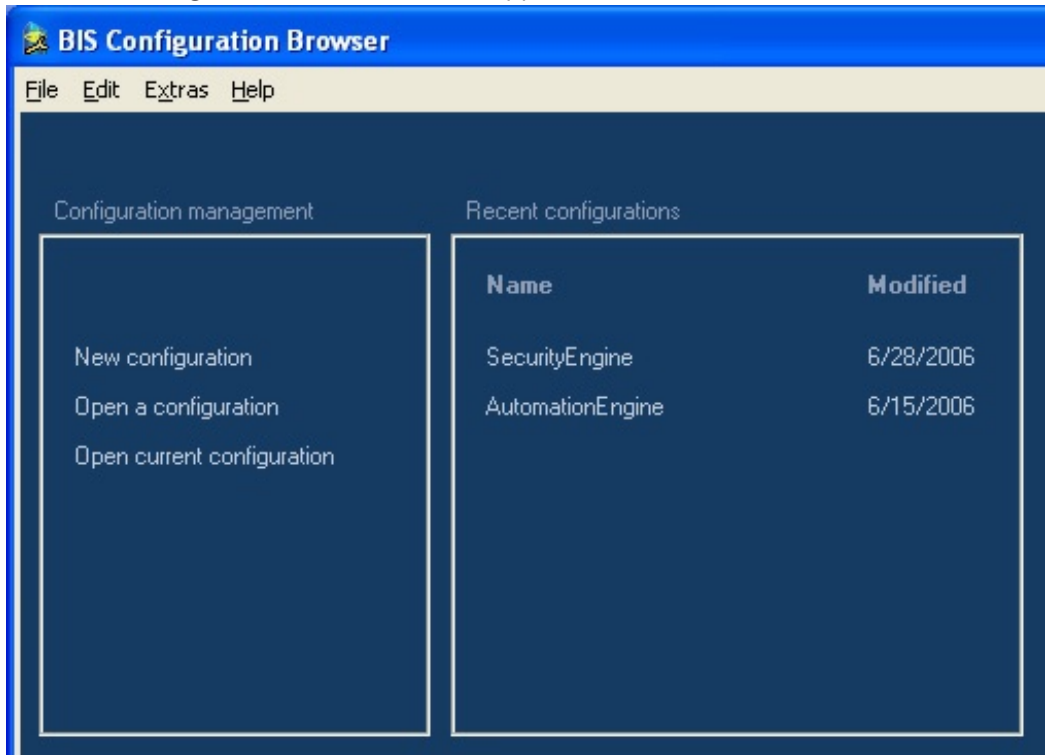 BIS Configuration Browser
File Edit Extras Help
Configuration management
New configuration
Open a configuration
Open current configuration
Recent configurations
Name Modified
SecurityEngine 6/28/2006
AutomationEngine 6/15/2006